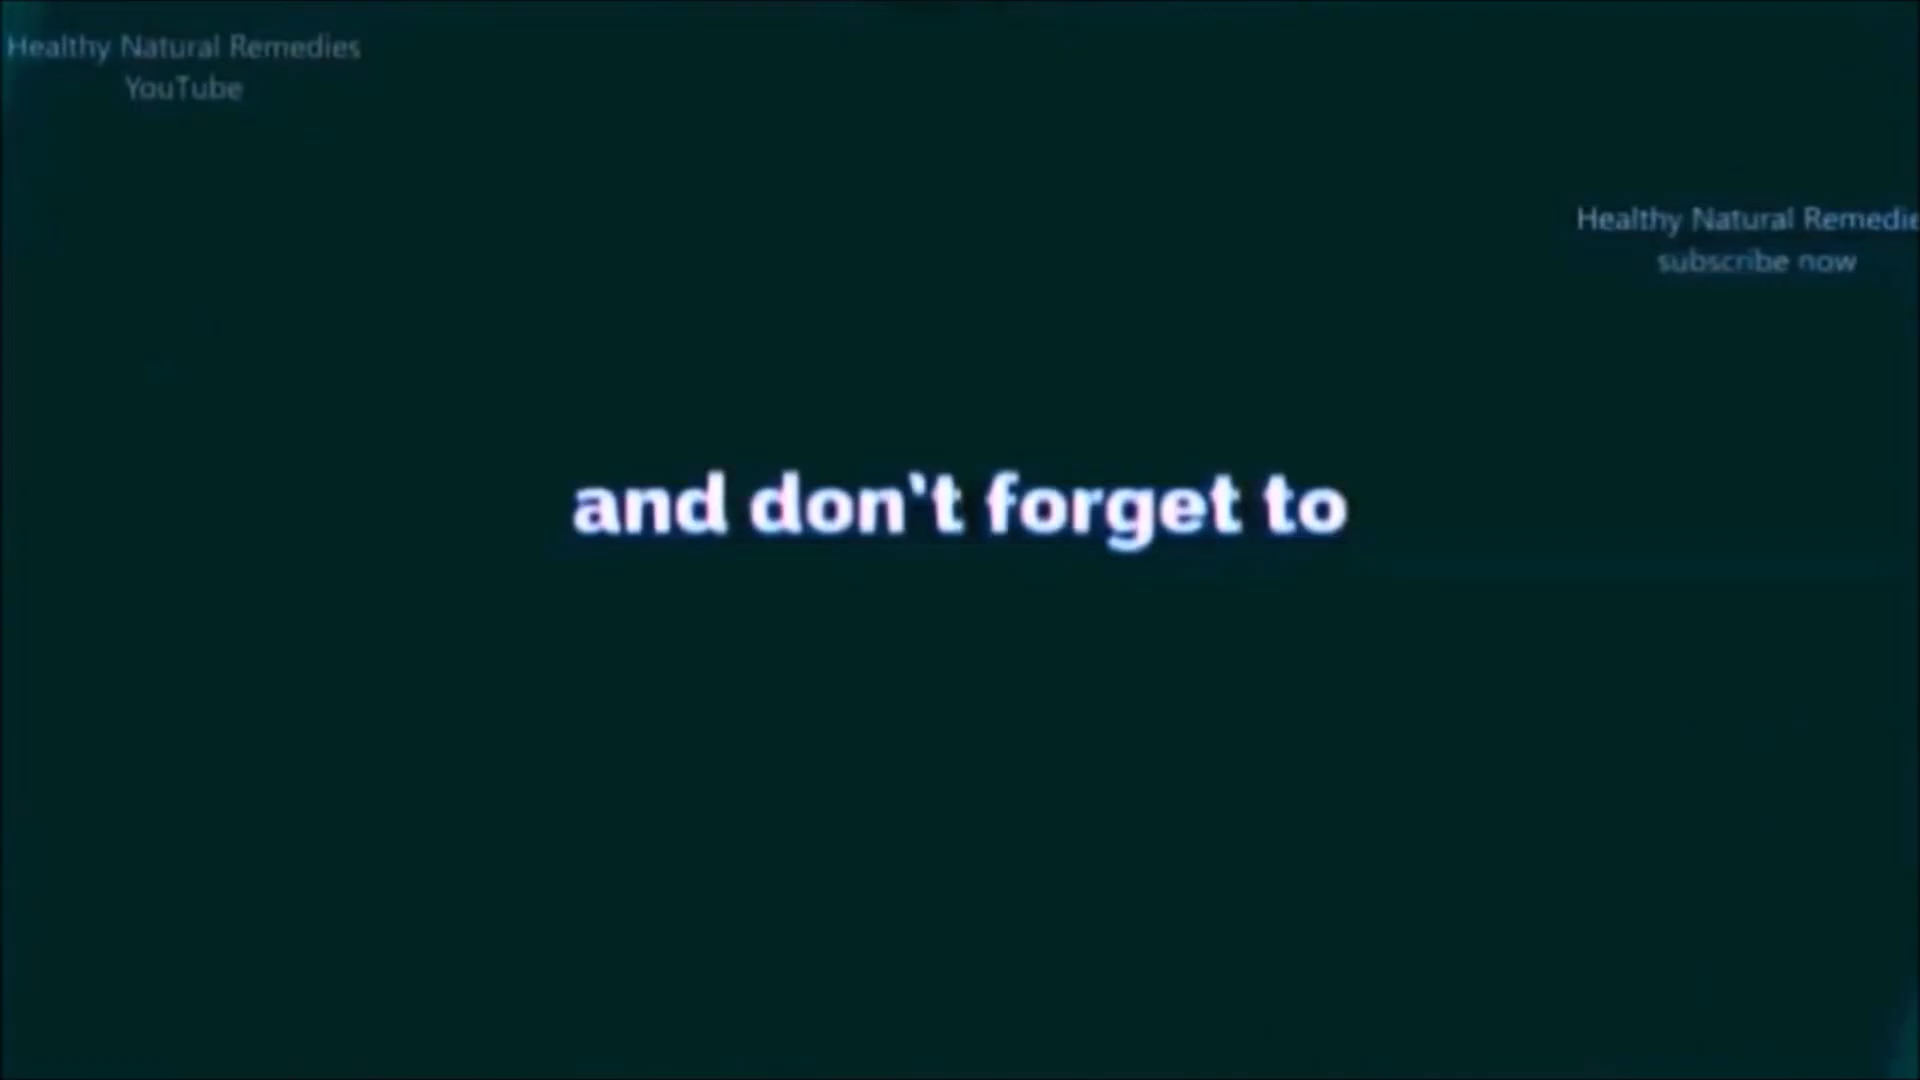 Healthy Natural Remedies
YouTube
Healthy Natural Remedie
subscribe now
and don't forget to